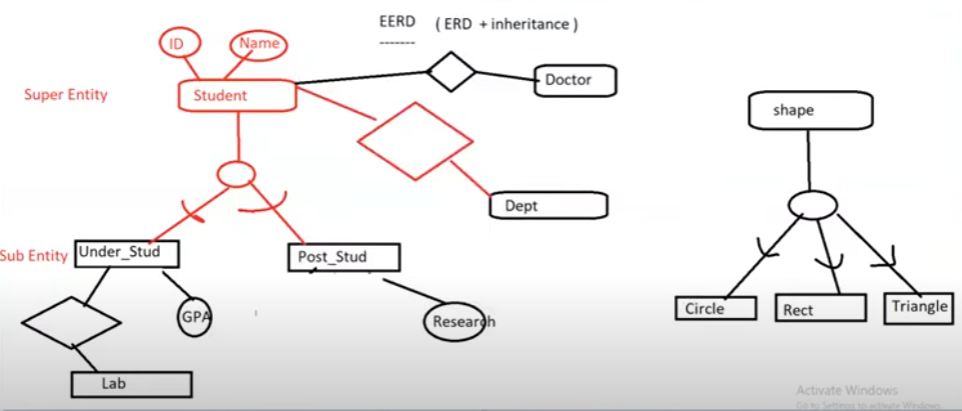 EERD ( ERD + inheritance )
-------
ID
Name
Super Entity
Student
Doctor
shape
Dept
Sub Entity
Under_Stud
Post_Stud
GPA
Research
Circle
Rect
Triangle
Lab
Activate Windows
Go to Settings to activate Windows.